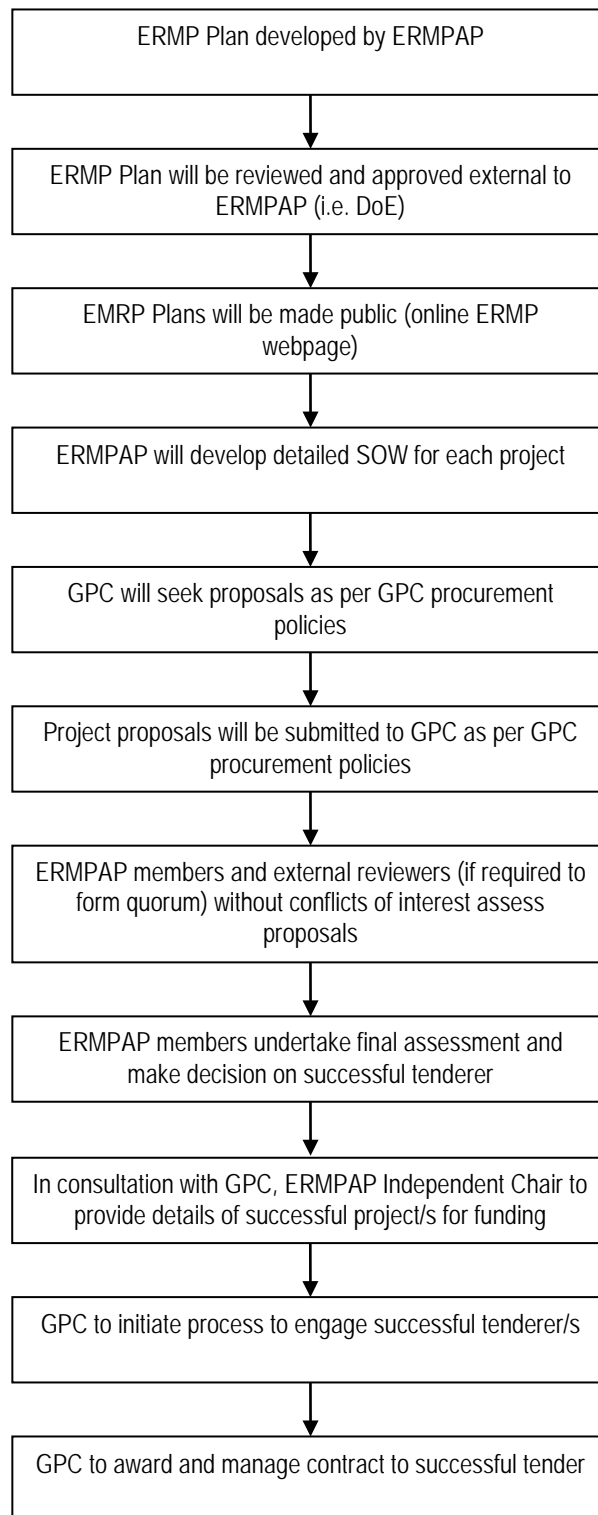 ERMP Plan developed by ERMPAP
ERMP Plan will be reviewed and approved external to
ERMPAP (i.e. DoE)
EMRP Plans will be made public (online ERMP
webpage)
ERMPAP will develop detailed SOW for each project
GPC will seek proposals as per GPC procurement
policies
Project proposals will be submitted to GPC as per GPC
procurement policies
ERMPAP members and external reviewers (if required to
form quorum) without conflicts of interest assess
proposals
ERMPAP members undertake final assessment and
make decision on successful tenderer
In consultation with GPC, ERMPAP Independent Chair to
provide details of successful project/s for funding
GPC to initiate process to engage successful tenderer/s
GPC to award and manage contract to successful tender